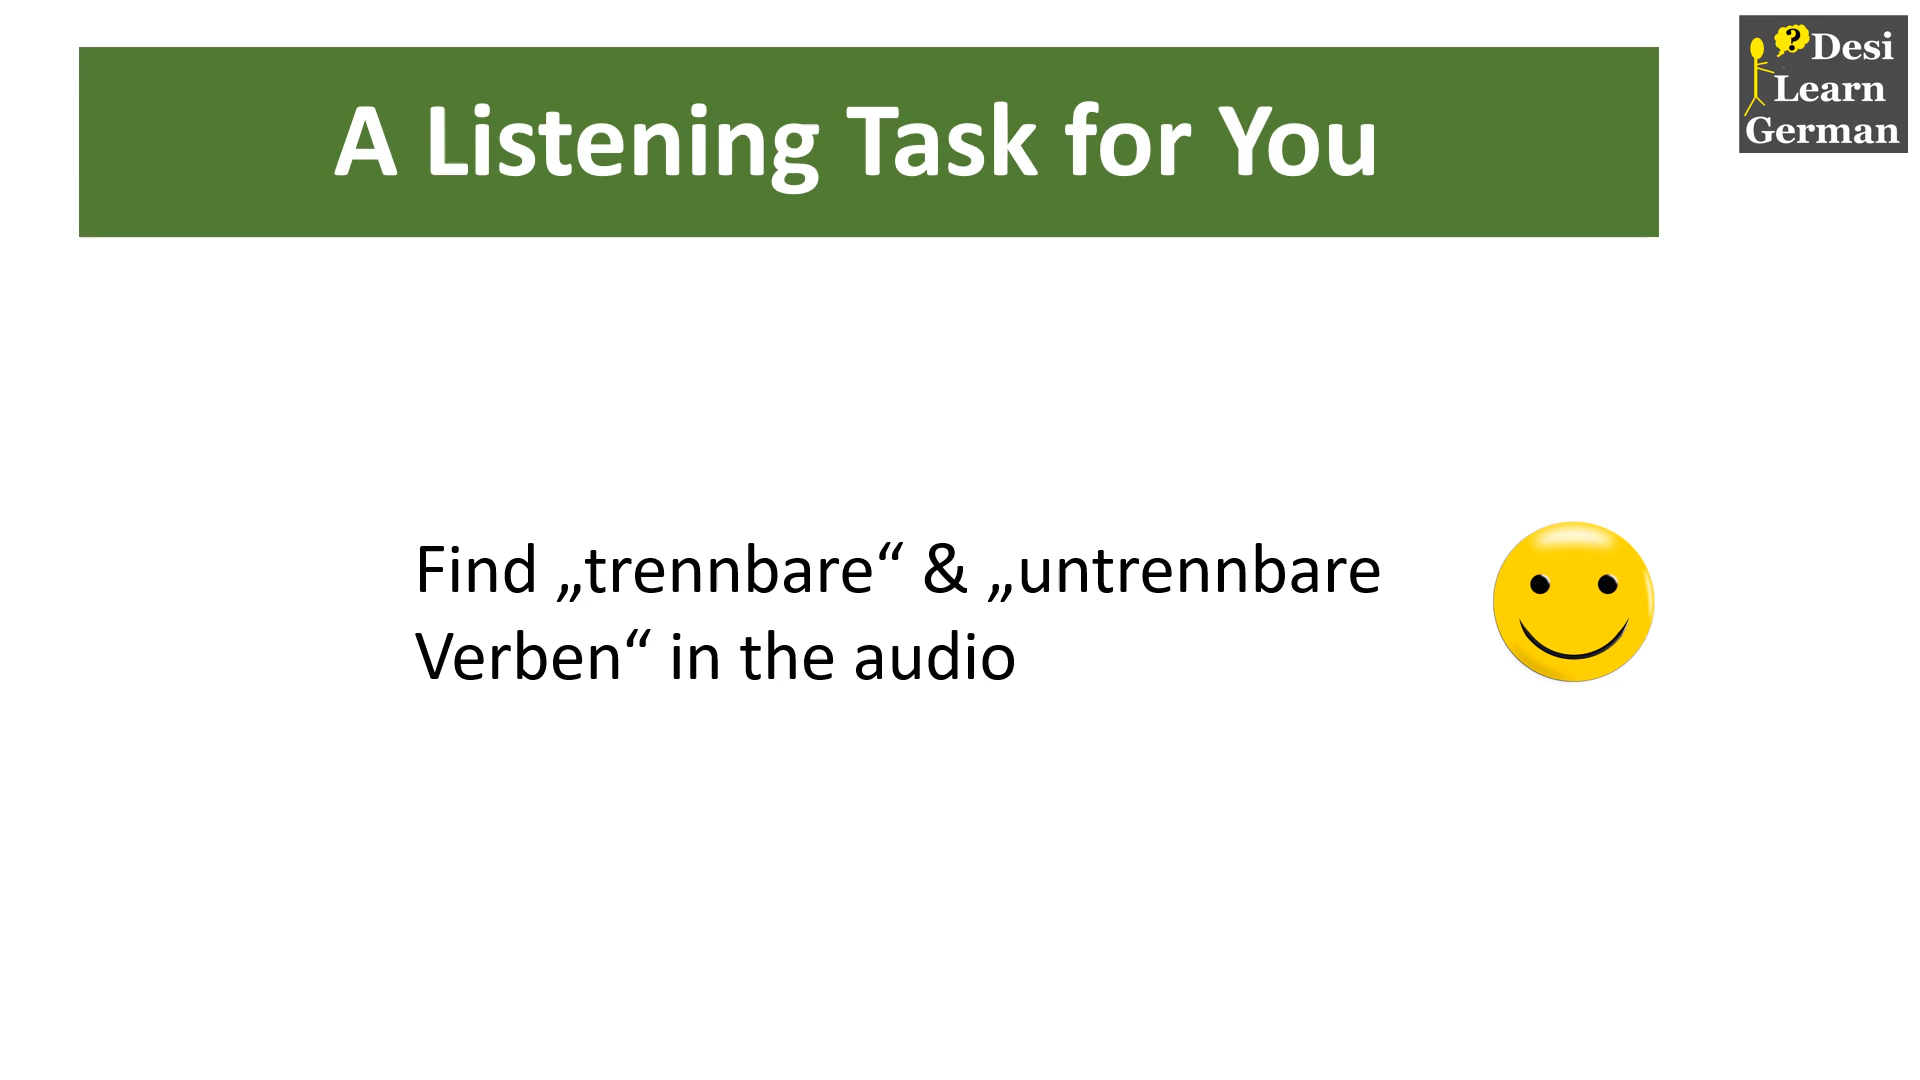 A Listening Task for You
?
Desi
Learn
German
Find „trennbare“ & „untrennbare
Verben“ in the audio